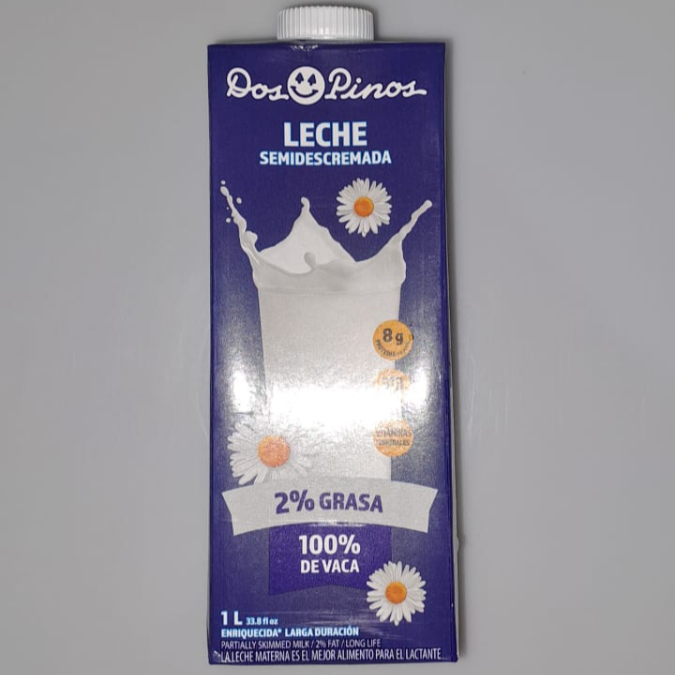 Dos Pinos
LECHE
SEMIDESCREMADA
8g
2% GRASA
100%
DE VACA
1 L 33.8 fl oz
ENRIQUECIDA* LARGA DURACIÓN
PARTIALLY SKIMMED MILK / 2% FAT / LONG LIFE
LA LECHE MATERNA ES EL MEJOR ALIMENTO PARA EL LACTANTE